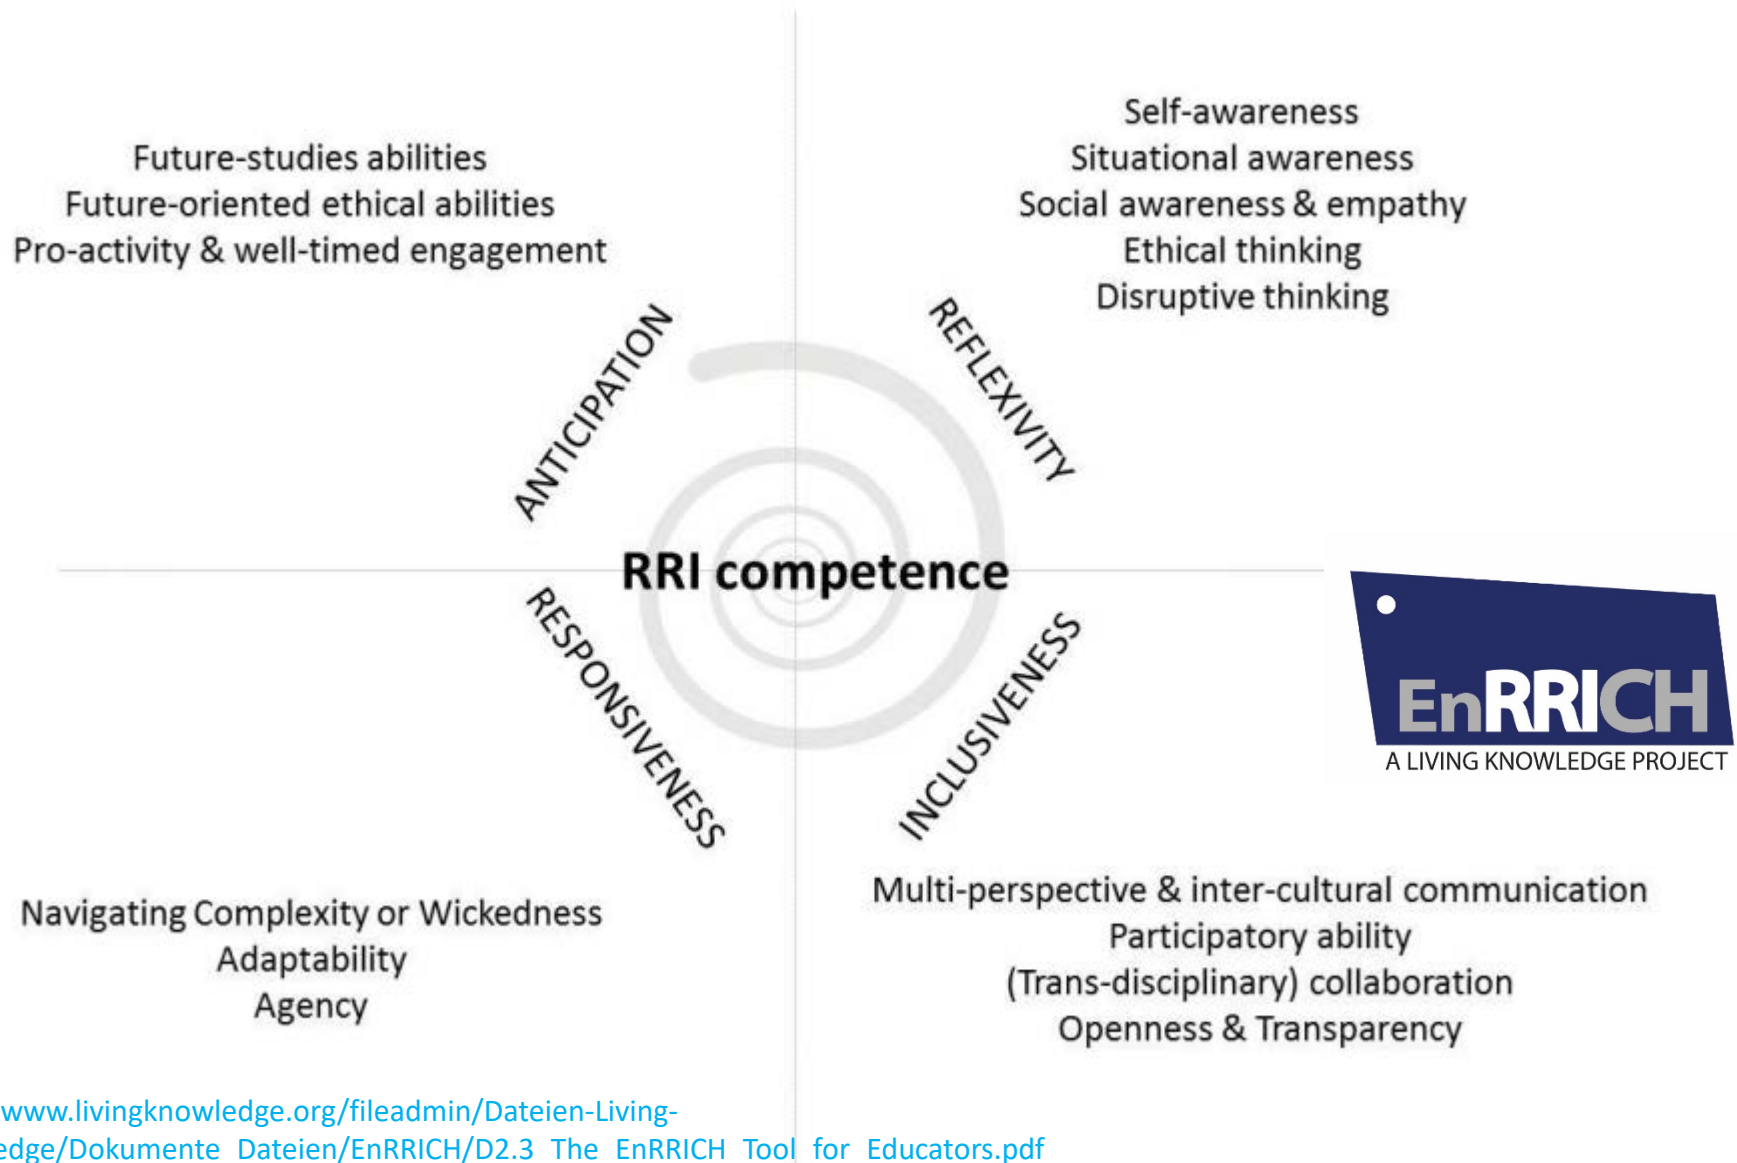 Future-studies abilities
Future-oriented ethical abilities
Pro-activity & well-timed engagement
Self-awareness
Situational awareness
Social awareness & empathy
Ethical thinking
Disruptive thinking
ANTICIPATION
REFLEXIVITY
RRI competence
RESPONSIVENESS
INCLUSIVENESS
EnRRICH
A LIVING KNOWLEDGE PROJECT
Navigating Complexity or Wickedness
Adaptability
Agency
Multi-perspective & inter-cultural communication
Participatory ability
(Trans-disciplinary) collaboration
Openness & Transparency
www.livingknowledge.org/fileadmin/Dateien-Living-
edge/Dokumente_Dateien/EnRRICH/D2.3_The_EnRRICH_Tool_for_Educators.pdf